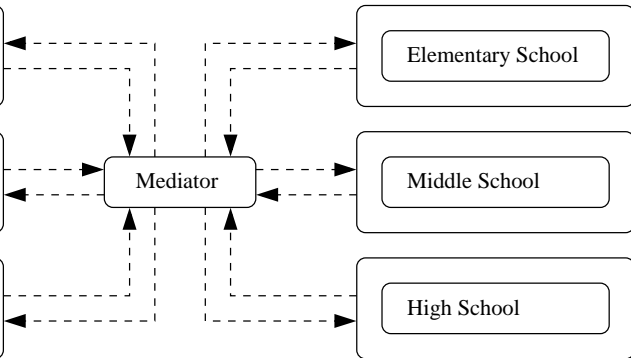 Elementary School
Mediator
Middle School
High School